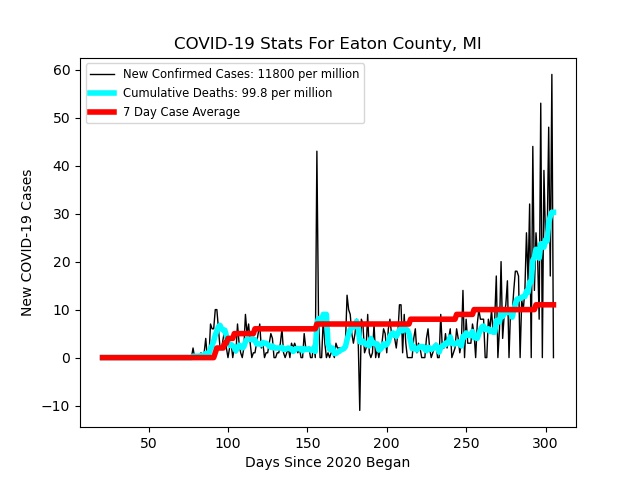 COVID-19 Stats For Eaton County, MI
New Confirmed Cases: 11800 per million
Cumulative Deaths: 99.8 per million
7 Day Case Average
60
50
40
30
20
10
0
−10
New COVID-19 Cases
50 100 150 200 250 300
Days Since 2020 Began